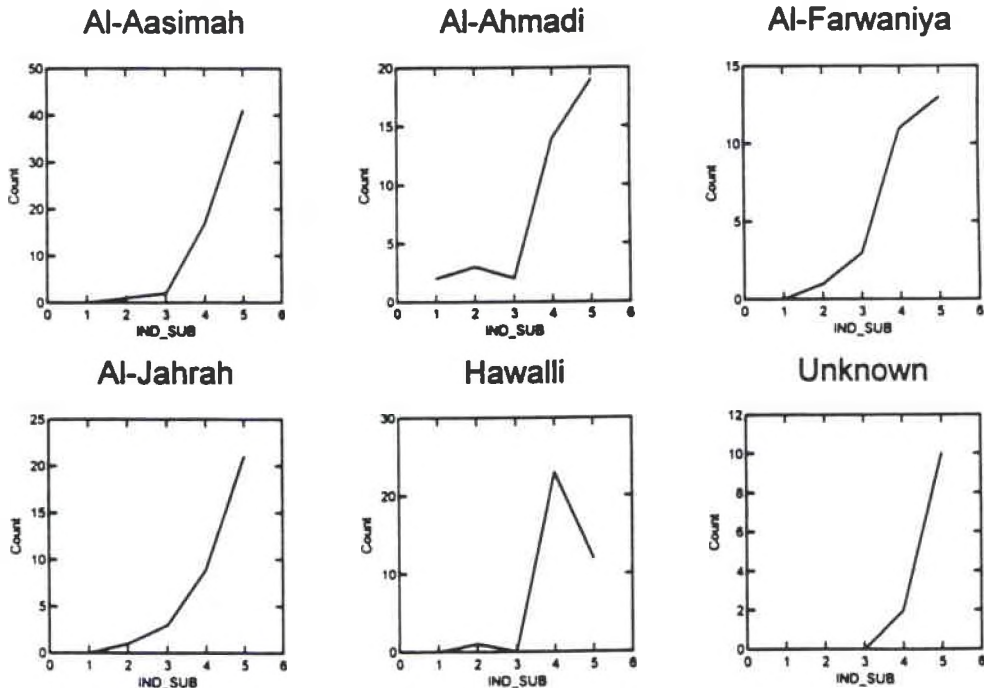 Al-Aasimah
50
40
30
20
10
0
Count
0 1 2 3 4 5 6
IND_SUB
Al-Ahmadi
20
15
10
5
0
Count
0 1 2 3 4 5 6
IND_SUB
Al-Farwaniya
15
10
5
0
Count
0 1 2 3 4 5 6
IND_SUB
Al-Jahrah
25
20
15
10
5
0
Count
0 1 2 3 4 5 6
IND_SUB
Hawalli
30
20
10
0
Count
0 1 2 3 4 5 6
IND_SUB
Unknown
12
10
8
6
4
2
0
Count
0 1 2 3 4 5 6
IND_SUB